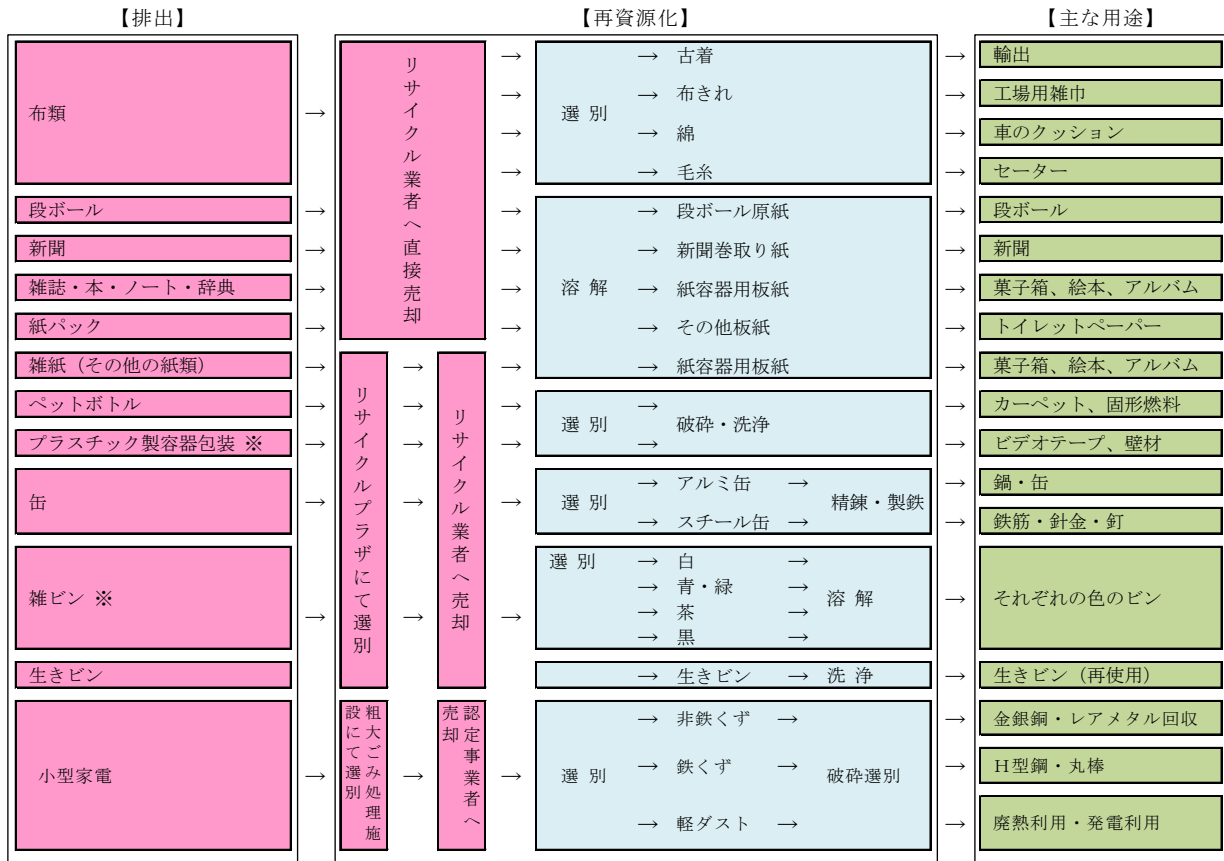 【排出】 【再資源化】 【主な用途】
布類 → リサイクル業者へ直接売却 → 選 別 → 古着 → 輸出
→ → 布きれ → 工場用雑巾
→ → 綿 → 車のクッション
→ → 毛糸 → セーター
段ボール → → 溶 解 → 段ボール原紙 → 段ボール
新聞 → → → 新聞巻取り紙 → 新聞
雑誌・本・ノート・辞典 → → → 紙容器用板紙 → 菓子箱、絵本、アルバム
紙パック → → → その他板紙 → トイレットペーパー
雑紙（その他の紙類） → リサイクルプラザにて選別 → リサイクル業者へ売却 → → 紙容器用板紙 → 菓子箱、絵本、アルバム
ペットボトル → → → 選 別 → 破砕・洗浄 → カーペット、固形燃料
プラスチック製容器包装 ※ → → → → → ビデオテープ、壁材
缶 → → → 選 別 → アルミ缶 → 精錬・製鉄 → 鍋・缶
→ スチール缶 → → 鉄筋・針金・釘
雑ビン ※ → → → 選 別 → 白 → 溶 解 → それぞれの色のビン
→ 青・緑 →
→ 茶 →
→ 黒 →
生きビン → 生きビン → 洗 浄 → 生きビン（再使用）
小型家電 → 粗大ごみ処理施設にて選別 → 認定事業者へ売却 → 選 別 → 非鉄くず → 破砕選別 → 金銀銅・レアメタル回収
→ 鉄くず → → H型鋼・丸棒
→ 軽ダスト → → 廃熱利用・発電利用